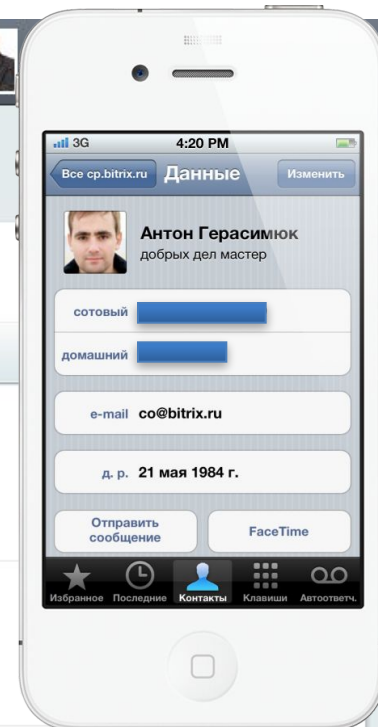 3G
4:20 PM
Все cp.bitrix.ru
Данные
Изменить
Антон Герасимюк
добрых дел мастер
сотовый
домашний
e-mail co@bitrix.ru
д. р. 21 мая 1984 г.
Отправить
сообщение
FaceTime
Избранное Последние Контакты Клавиши Автоответч.